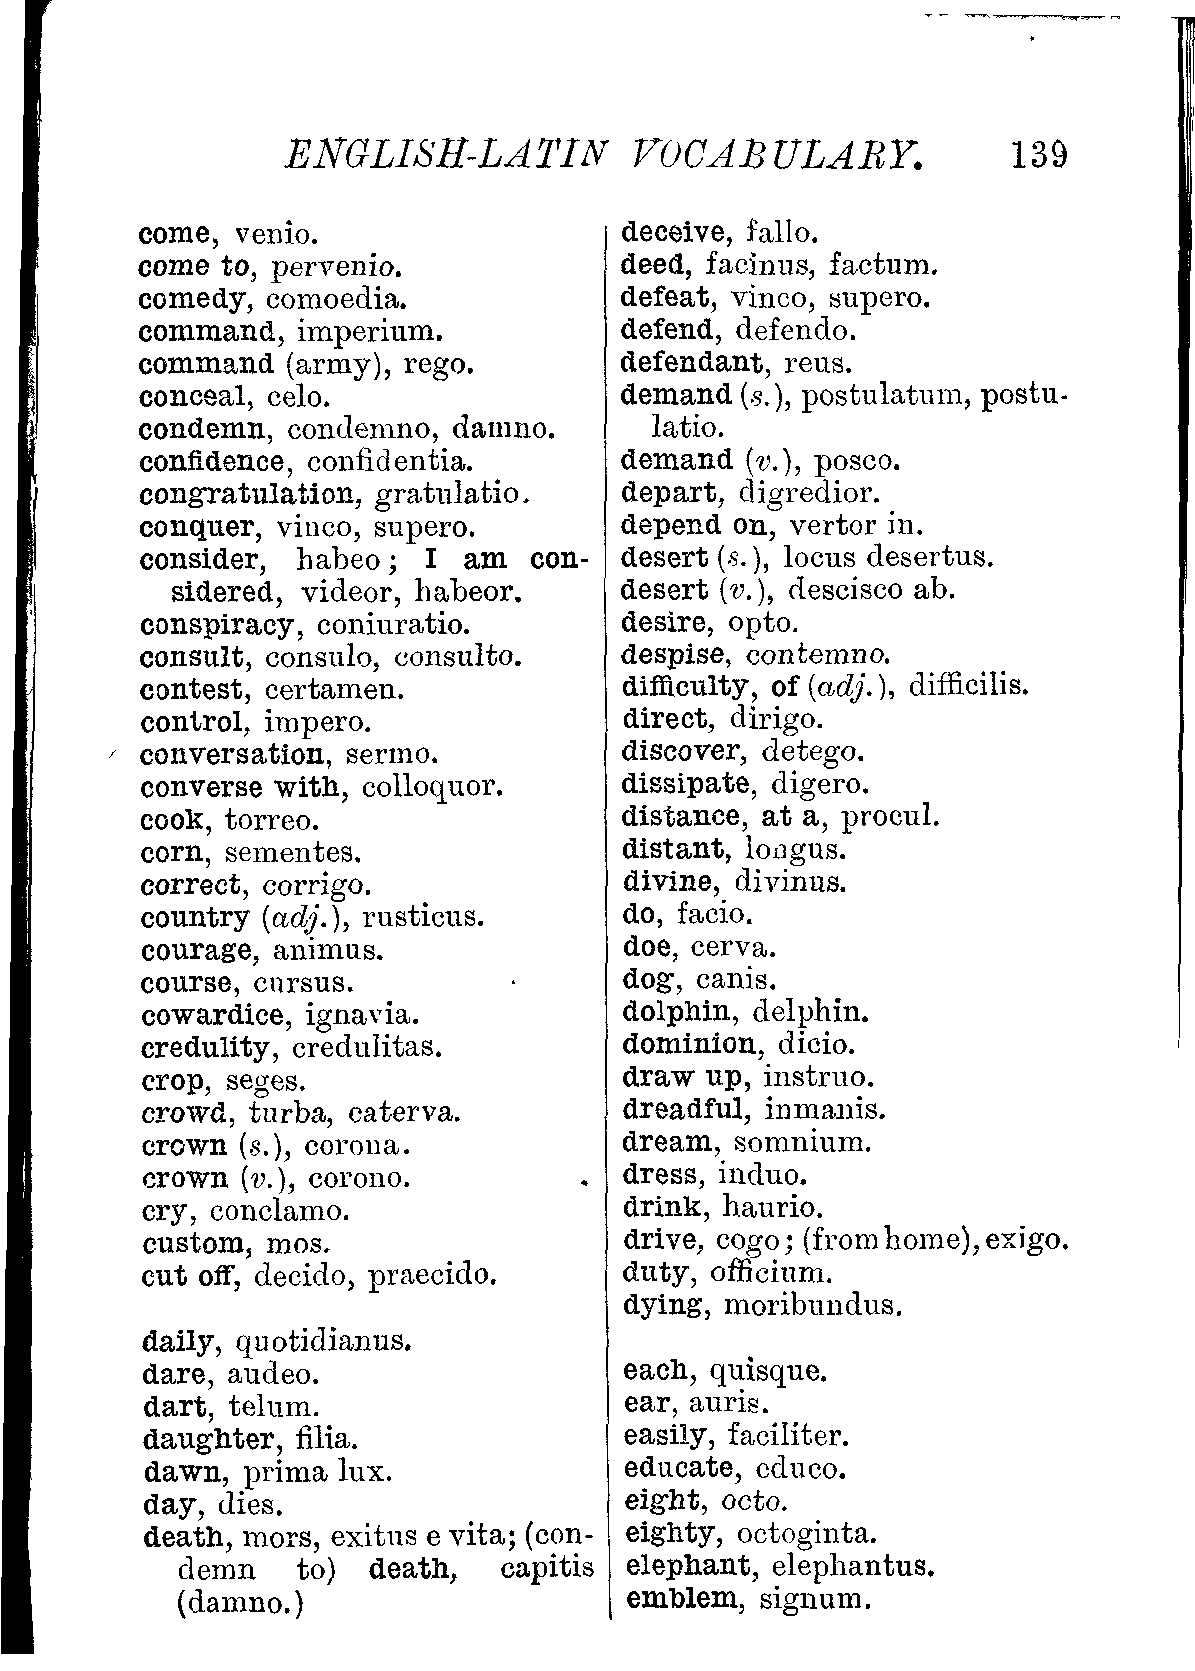 ENGLISH-LATIN VOCABULARY. 139
come, venio.
come to, pervenio.
comedy, comoedia.
command, imperium.
command (army), rego.
conceal, celo.
condemn, condemno, damno.
confidence, confidentia.
congratulation, gratulatio.
conquer, vinco, supero.
consider, habeo; I am con-
sidered, videor, habeor.
conspiracy, coniuratio.
consult, consulo, consulto.
contest, certamen.
control, impero.
conversation, sermo.
converse with, colloquor.
cook, torreo.
corn, sementes.
correct, corrigo.
country (adj.), rusticus.
courage, animus.
course, cursus.
cowardice, ignavia.
credulity, credulitas.
crop, seges.
crowd, turba, caterva.
crown (s.), corona.
crown (v.), corono.
cry, conclamo.
custom, mos.
cut off, decido, praecido.
daily, quotidianus.
dare, audeo.
dart, telum.
daughter, filia.
dawn, prima lux.
day, dies.
death, mors, exitus e vita; (con-
demn to) death, capitis
(damno.)
deceive, fallo.
deed, facinus, factum.
defeat, vinco, supero.
defend, defendo.
defendant, reus.
demand (s.), postulatum, postu-
latio.
demand (v.), posco.
depart, digredior.
depend on, vertor in.
desert (s.), locus desertus.
desert (v.), descisco ab.
desire, opto.
despise, contemno.
difficulty, of (adj.), difficilis.
direct, dirigo.
discover, detego.
dissipate, digero.
distance, at a, procul.
distant, longus.
divine, divinus.
do, facio.
doe, cerva.
dog, canis.
dolphin, delphin.
dominion, dicio.
draw up, instruo.
dreadful, inmanis.
dream, somnium.
dress, induo.
drink, haurio.
drive, cogo; (from home), exigo.
duty, officium.
dying, moribundus.
each, quisque.
ear, auris.
easily, faciliter.
educate, educo.
eight, octo.
eighty, octoginta.
elephant, elephantus.
emblem, signum.